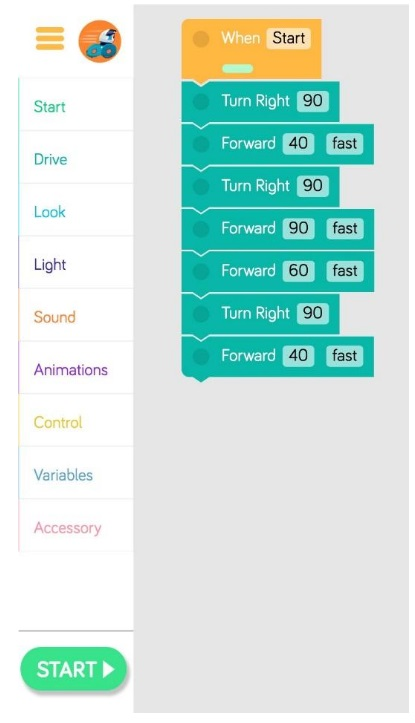 Start
Drive
Look
Light
Sound
Animations
Control
Variables
Accessory
START
When Start
Turn Right 90
Forward 40 fast
Turn Right 90
Forward 90 fast
Forward 60 fast
Turn Right 90
Forward 40 fast